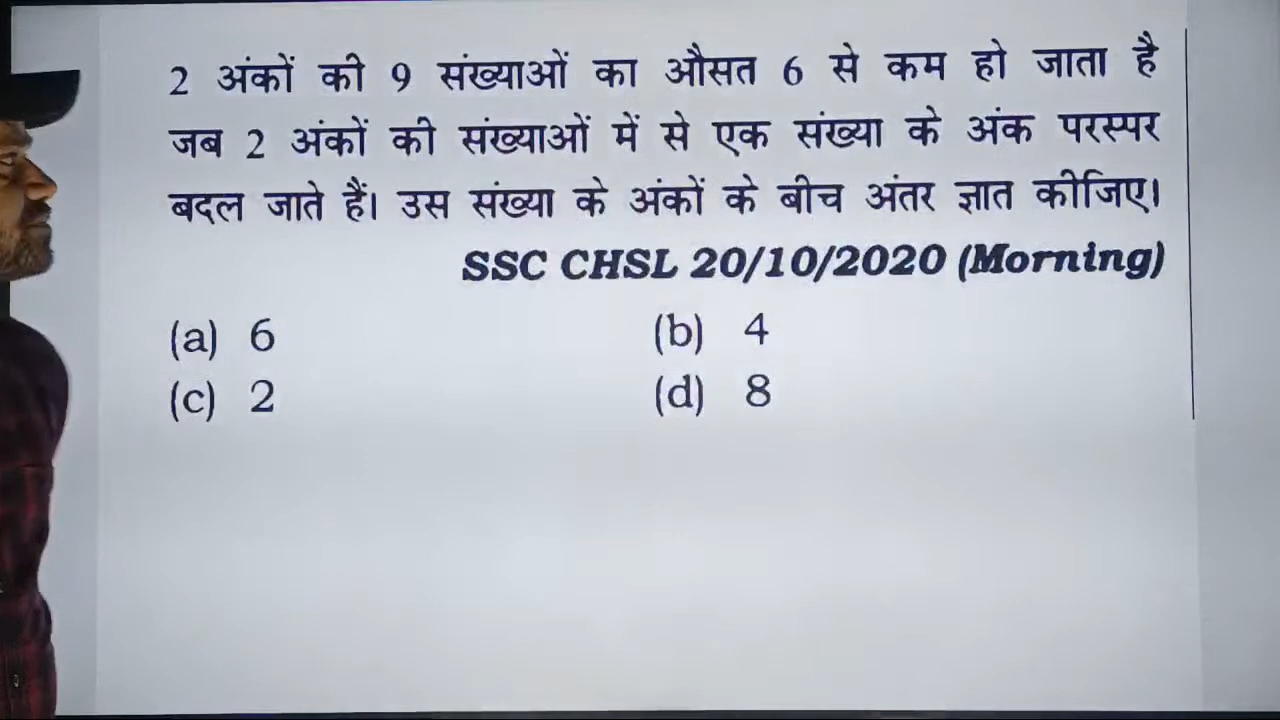 2 अंकों की 9 संख्याओं का औसत 6 से कम हो जाता है
जब 2 अंकों की संख्याओं में से एक संख्या के अंक परस्पर
बदल जाते हैं। उस संख्या के अंकों के बीच अंतर ज्ञात कीजिए।
SSC CHSL 20/10/2020 (Morning)
(a) 6 (b) 4
(c) 2 (d) 8